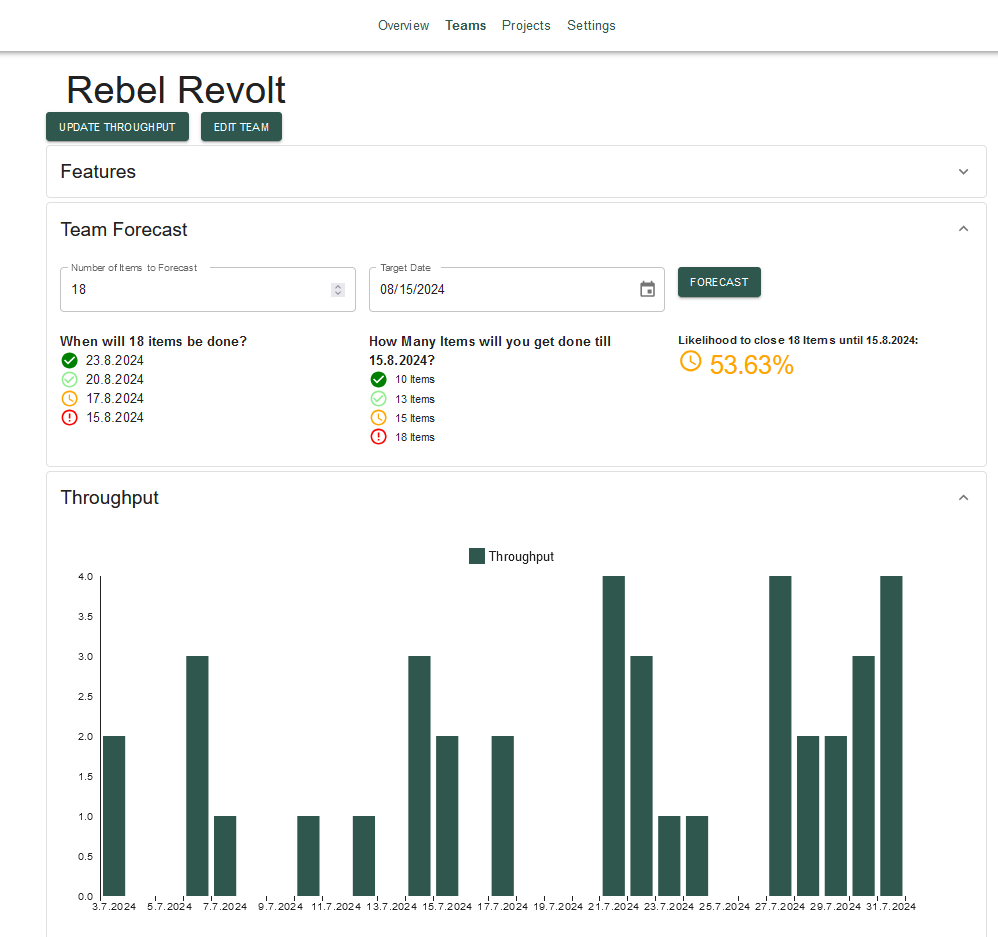 Overview Teams Projects Settings
Rebel Revolt
UPDATE THROUGHPUT EDIT TEAM
Features
Team Forecast
Number of Items to Forecast
18
Target Date
08/15/2024
FORECAST
When will 18 items be done?
23.8.2024
20.8.2024
17.8.2024
15.8.2024
How Many Items will you get done till
15.8.2024?
10 Items
13 Items
15 Items
18 Items
Likelihood to close 18 Items until 15.8.2024:
53.63%
Throughput
Throughput
4.0
3.5
3.0
2.5
2.0
1.5
1.0
0.5
0.0
3.7.2024 5.7.2024 7.7.2024 9.7.2024 11.7.2024 13.7.2024 15.7.2024 17.7.2024 19.7.2024 21.7.2024 23.7.2024 25.7.2024 27.7.2024 29.7.2024 31.7.2024